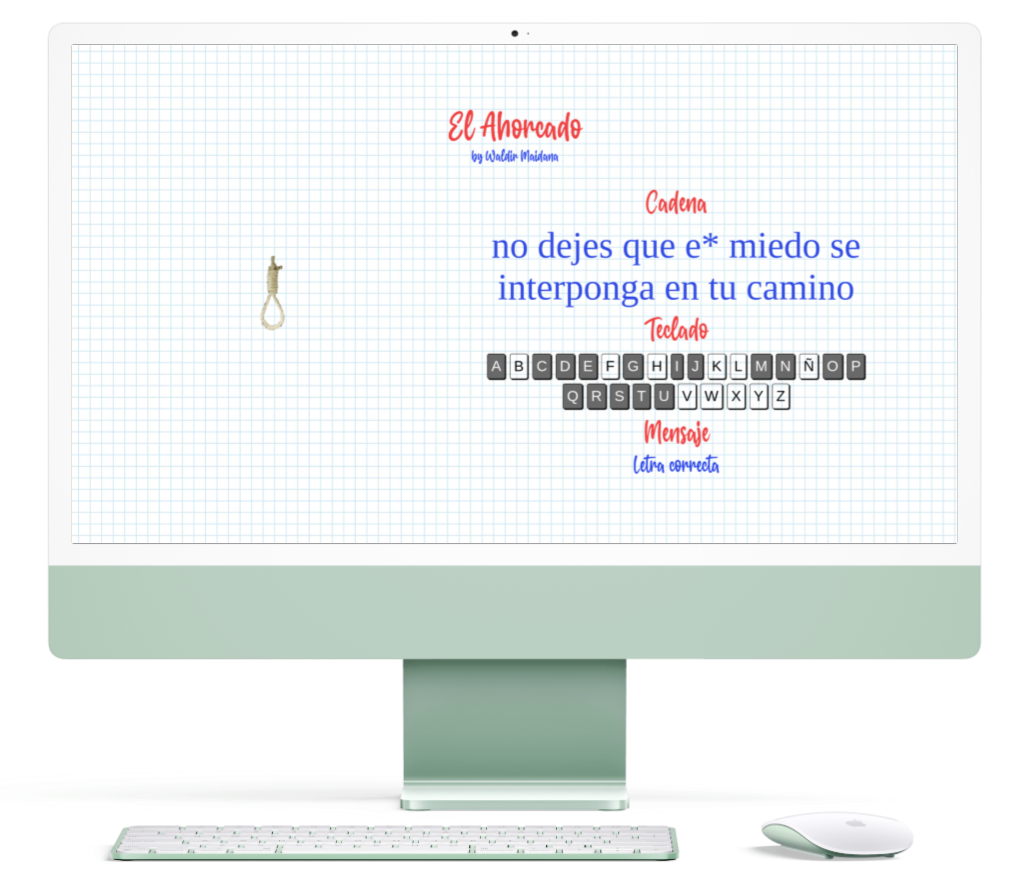 El Ahorcado
by Waldir Maidana
Cadena
no dejes que e* miedo se
interponga en tu camino
Teclado
A B C D E F G H I J K L M N Ñ O P
Q R S T U V W X Y Z
Mensaje
Letra correcta